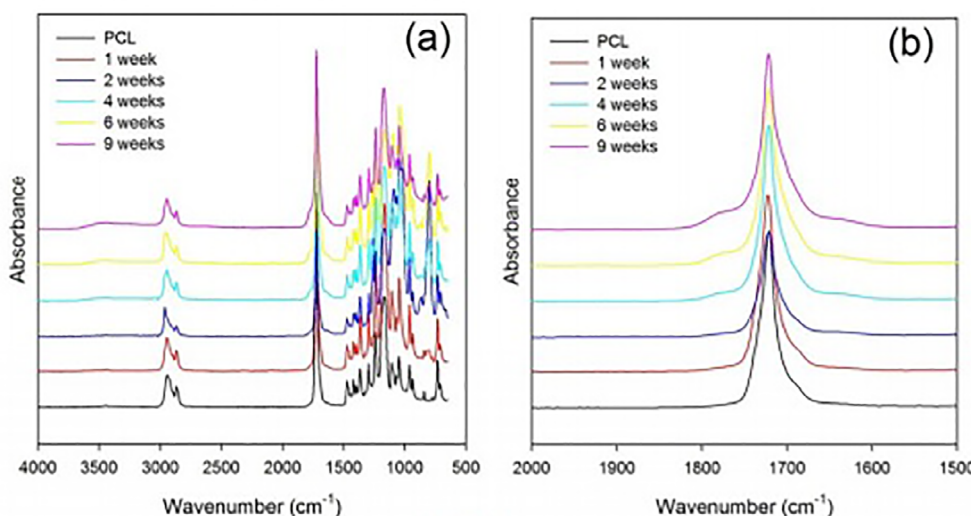 (a)
PCL
1 week
2 weeks
4 weeks
6 weeks
9 weeks
Absorbance
4000 3500 3000 2500 2000 1500 1000 500
Wavenumber (cm⁻¹)
(b)
PCL
1 week
2 weeks
4 weeks
6 weeks
9 weeks
Absorbance
2000 1900 1800 1700 1600 1500
Wavenumber (cm⁻¹)